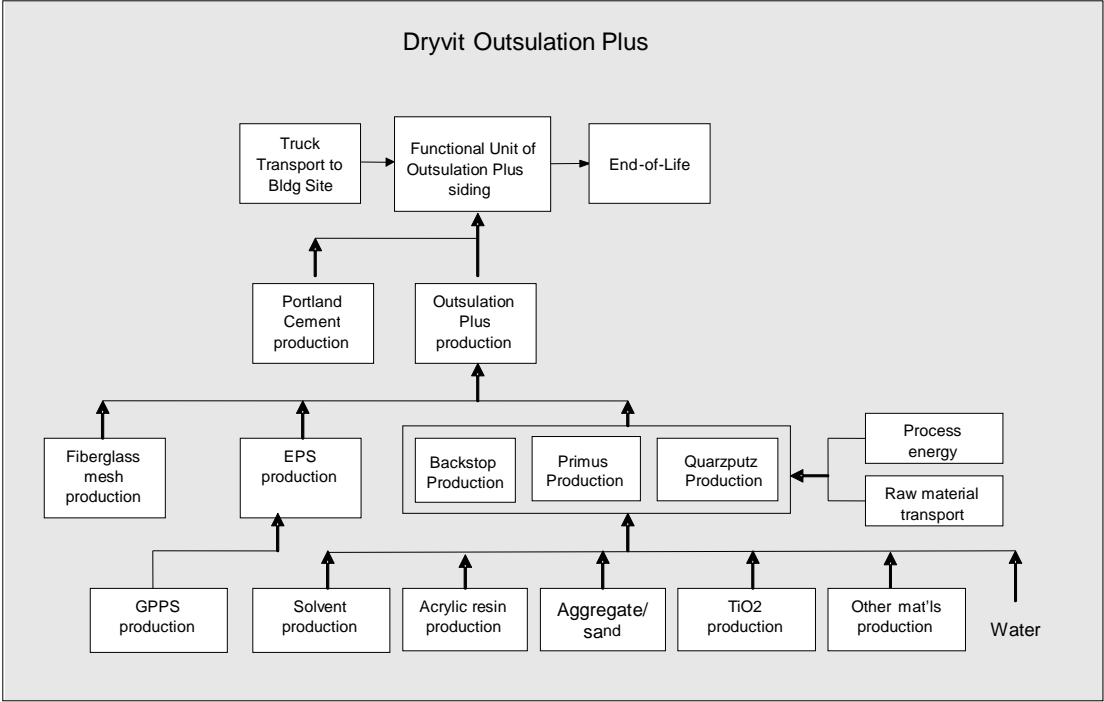 Dryvit Outsulation Plus
Truck
Transport to
Bldg Site
Functional Unit of
Outsulation Plus
siding
End-of-Life
Portland
Cement
production
Outsulation
Plus
production
Fiberglass
mesh
production
EPS
production
Backstop
Production
Primus
Production
Quarzputz
Production
Process
energy
Raw material
transport
GPPS
production
Solvent
production
Acrylic resin
production
Aggregate/
sand
TiO2
production
Other mat'ls
production
Water